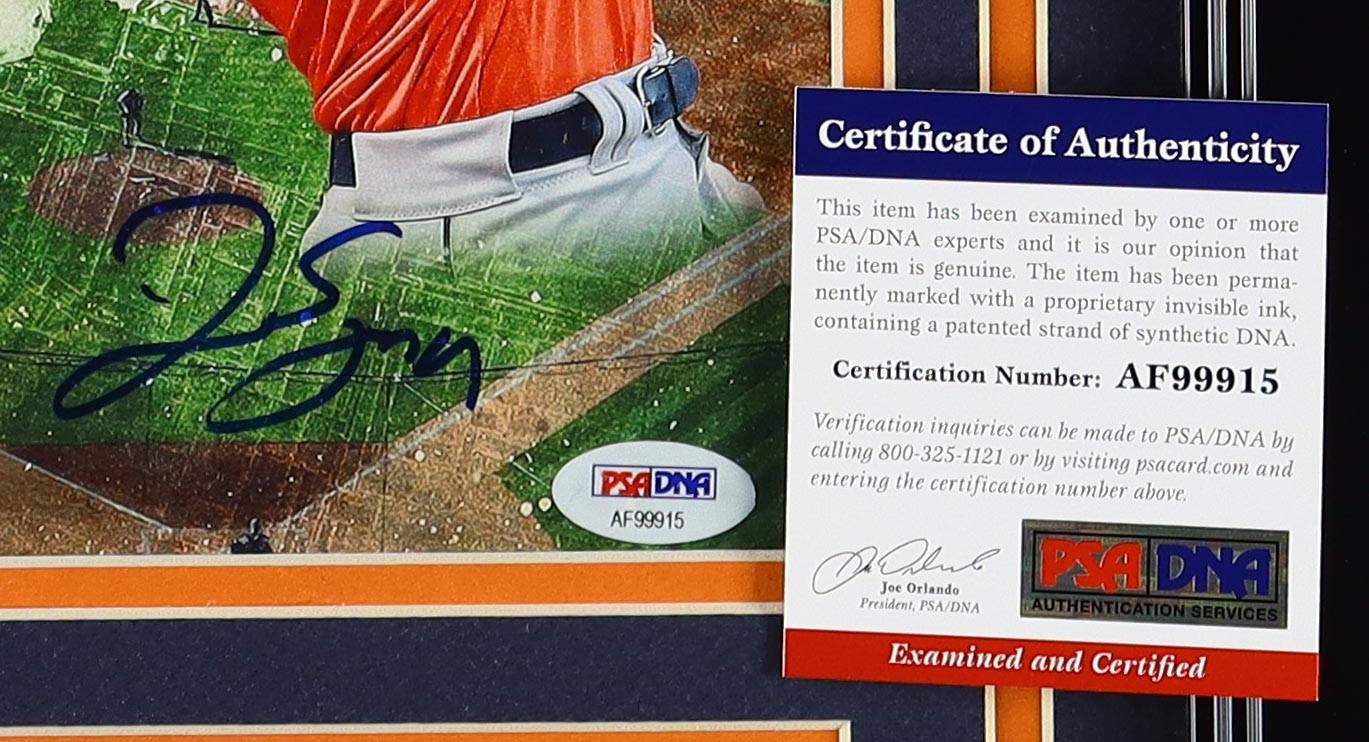 Certificate of Authenticity
This item has been examined by one or more
PSA/DNA experts and it is our opinion that
the item is genuine. The item has been perma-
nently marked with a proprietary invisible ink,
containing a patented strand of synthetic DNA.
Certification Number: AF99915
Verification inquiries can be made to PSA/DNA by
calling 800-325-1121 or by visiting psacard.com and
entering the certification number above.
Joe Orlando
President, PSA/DNA
PSA DNA
AUTHENTICATION SERVICES
Examined and Certified
PSA DNA
AF99915